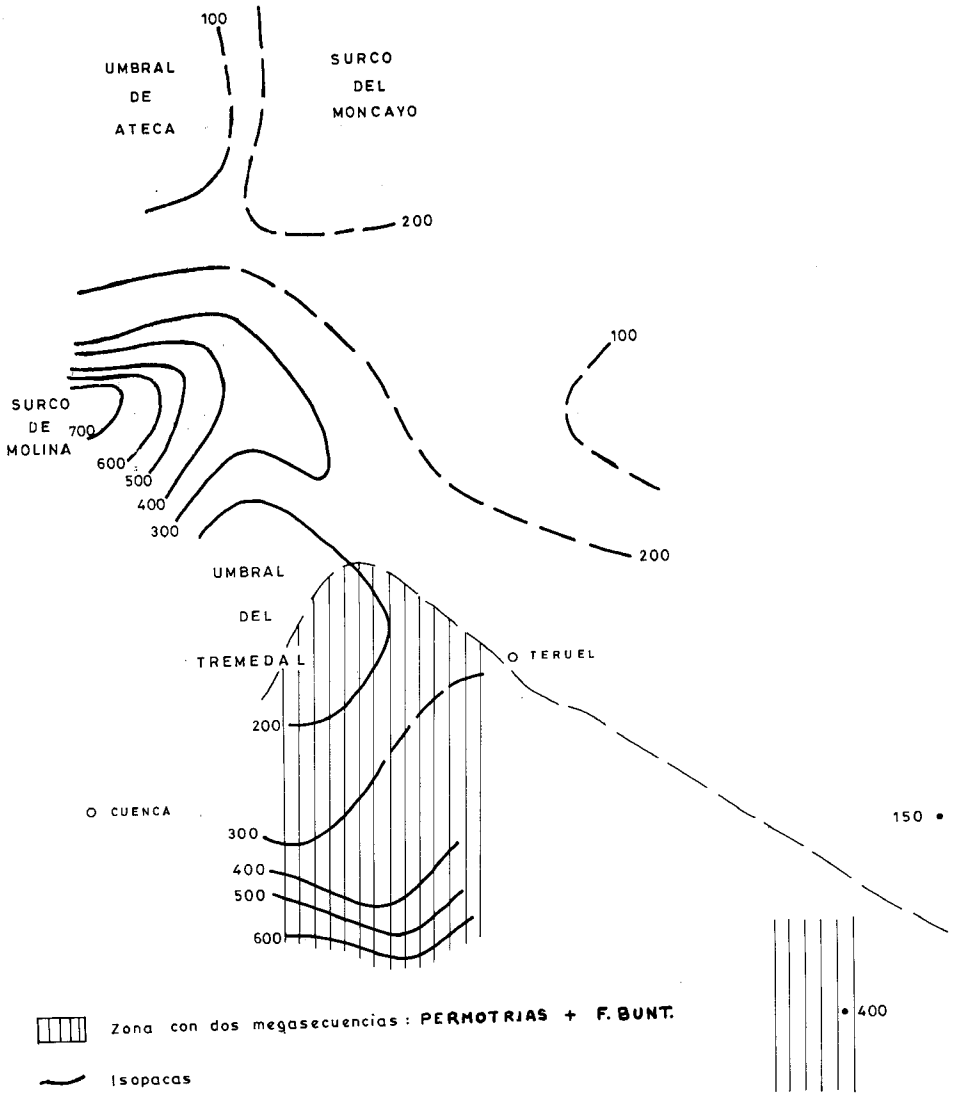 100
UMBRAL
DE
ATECA
SURCO
DEL
MONCAYO
200
100
SURCO
DE
MOLINA
700
600
500
400
300
200
UMBRAL
DEL
TREMEDAL
TERUEL
200
CUENCA
150
300
400
500
600
400
Zona con dos megasecuencias: PERMOTRIAS + F. BUNT.
Isopacas